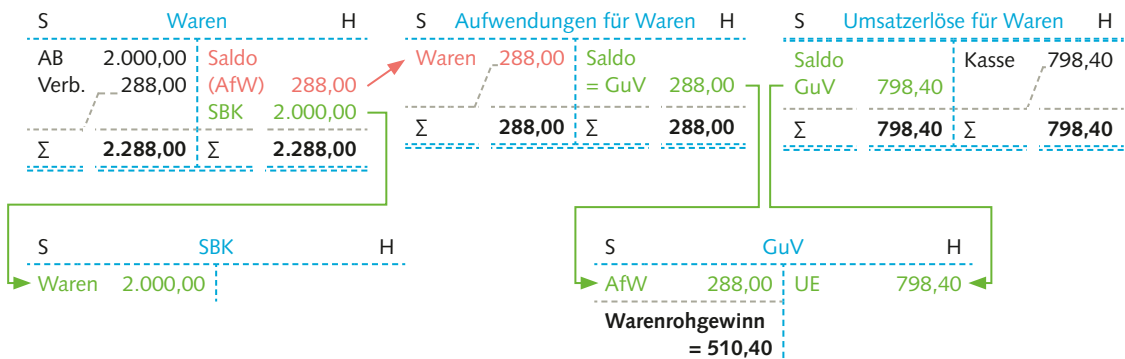 S Waren H
AB 2.000,00 Saldo
Verb. 288,00 (AfW) 288,00
SBK 2.000,00
Σ 2.288,00 Σ 2.288,00
S Aufwendungen für Waren H
Waren 288,00 Saldo
= GuV 288,00
Σ 288,00 Σ 288,00
S Umsatzerlöse für Waren H
Saldo Kasse 798,40
GuV 798,40
Σ 798,40 Σ 798,40
S SBK H
Waren 2.000,00
S GuV H
AfW 288,00 UE 798,40
Warenrohgewinn
= 510,40